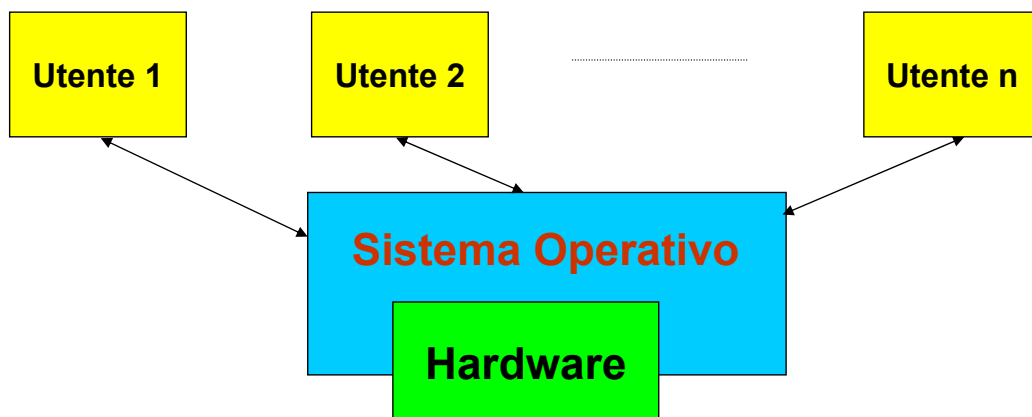 Utente 1
Utente 2
Utente n
Sistema Operativo
Hardware